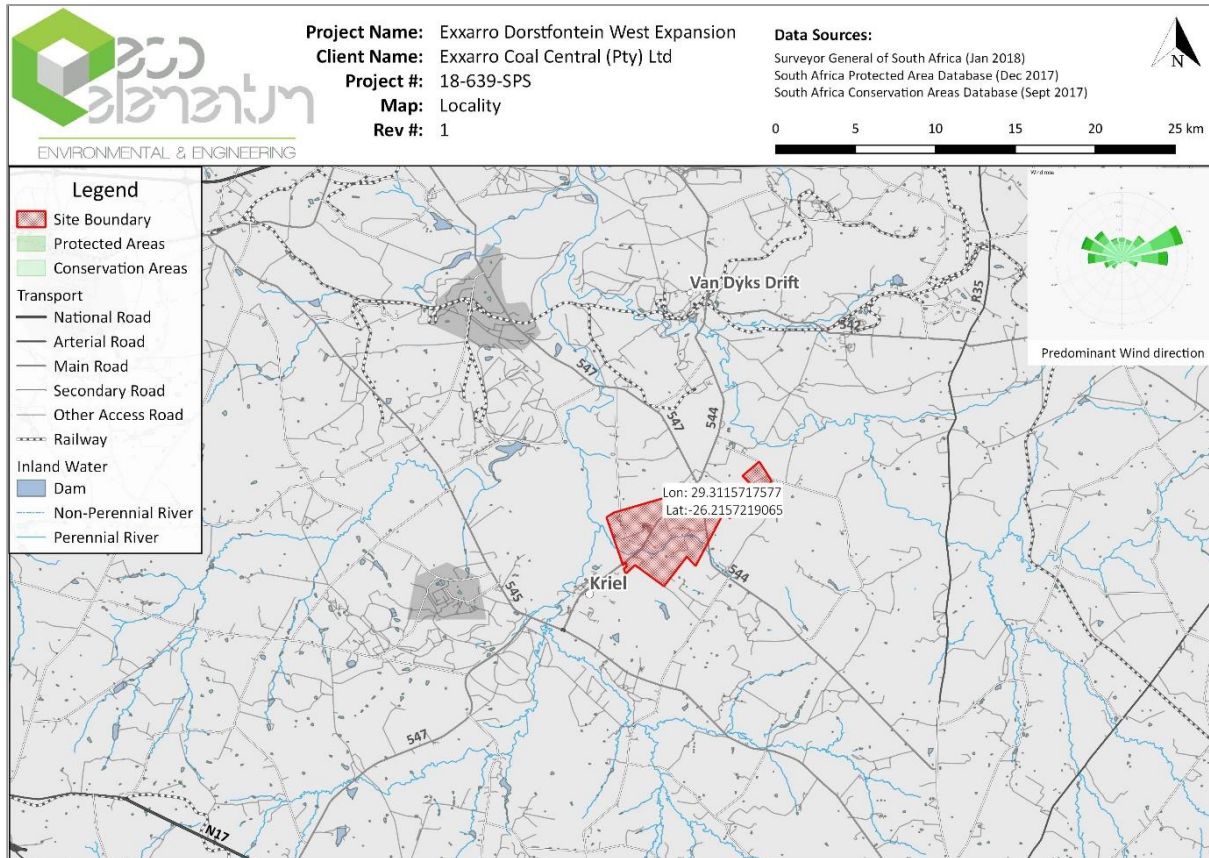 eco
elementum
ENVIRONMENTAL & ENGINEERING
Project Name: Exxarro Dorstfontein West Expansion
Client Name: Exxarro Coal Central (Pty) Ltd
Project #: 18-639-SPS
Map: Locality
Rev #: 1
Data Sources:
Surveyor General of South Africa (Jan 2018)
South Africa Protected Area Database (Dec 2017)
South Africa Conservation Areas Database (Sept 2017)
N
0 5 10 15 20 25 km
Legend
Site Boundary
Protected Areas
Conservation Areas
Transport
National Road
Arterial Road
Main Road
Secondary Road
Other Access Road
Railway
Inland Water
Dam
Non-Perennial River
Perennial River
Predominant Wind direction
Van Dyks Drift
R35
542
547
547
544
Lon: 29.3115717577
Lat:-26.2157219065
Kriel
544
545
547
N17